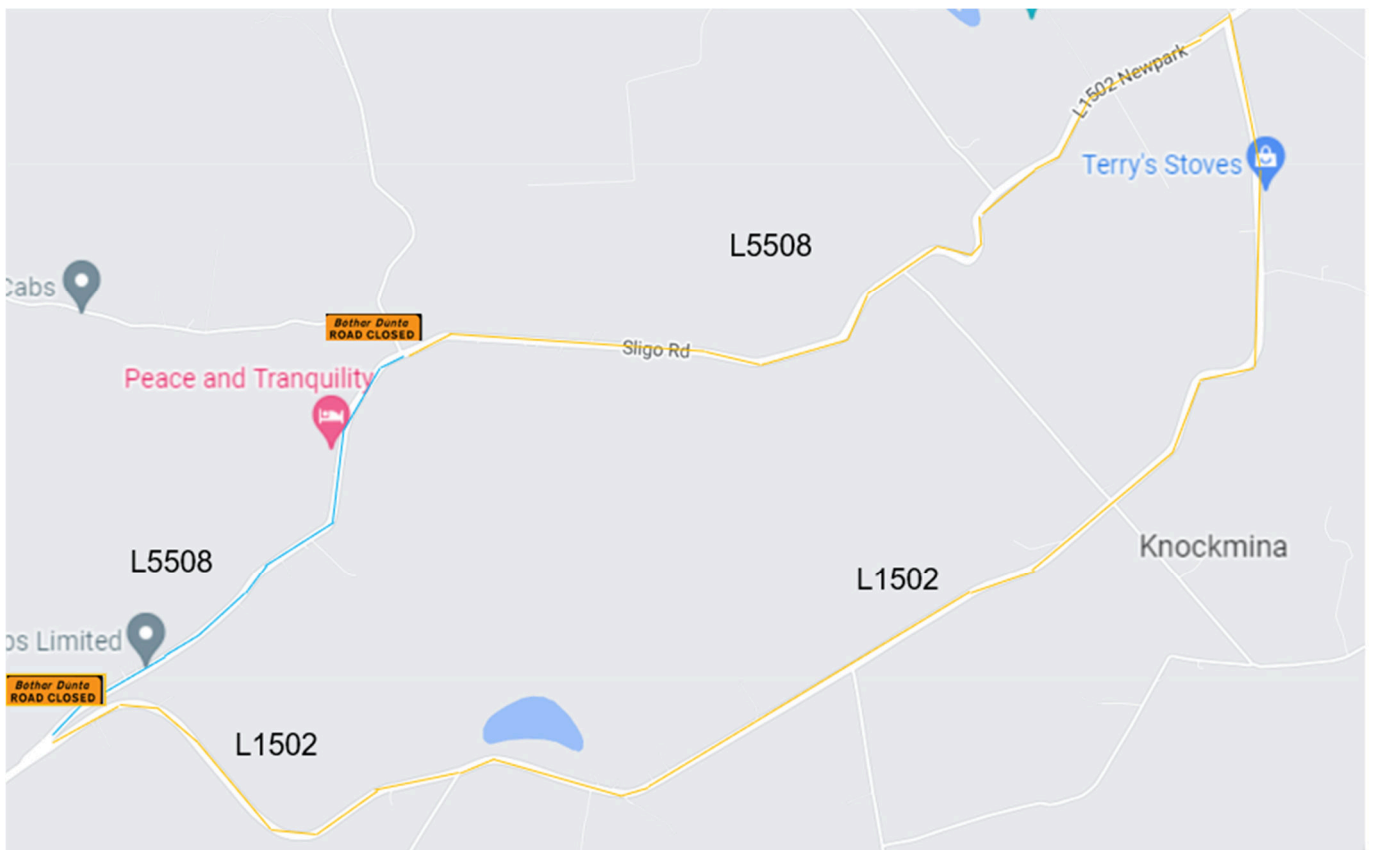 L1502 Newpark
Terry's Stoves
L5508
Cabs
Bothar Dunta
ROAD CLOSED
Sligo Rd
Peace and Tranquility
Knockmina
L5508
L1502
os Limited
Bothar Dunta
ROAD CLOSED
L1502